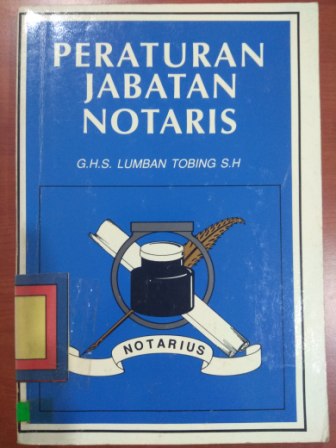 PERATURAN
JABATAN
NOTARIS
G.H.S. LUMBAN TOBING S.H
NOTARIUS